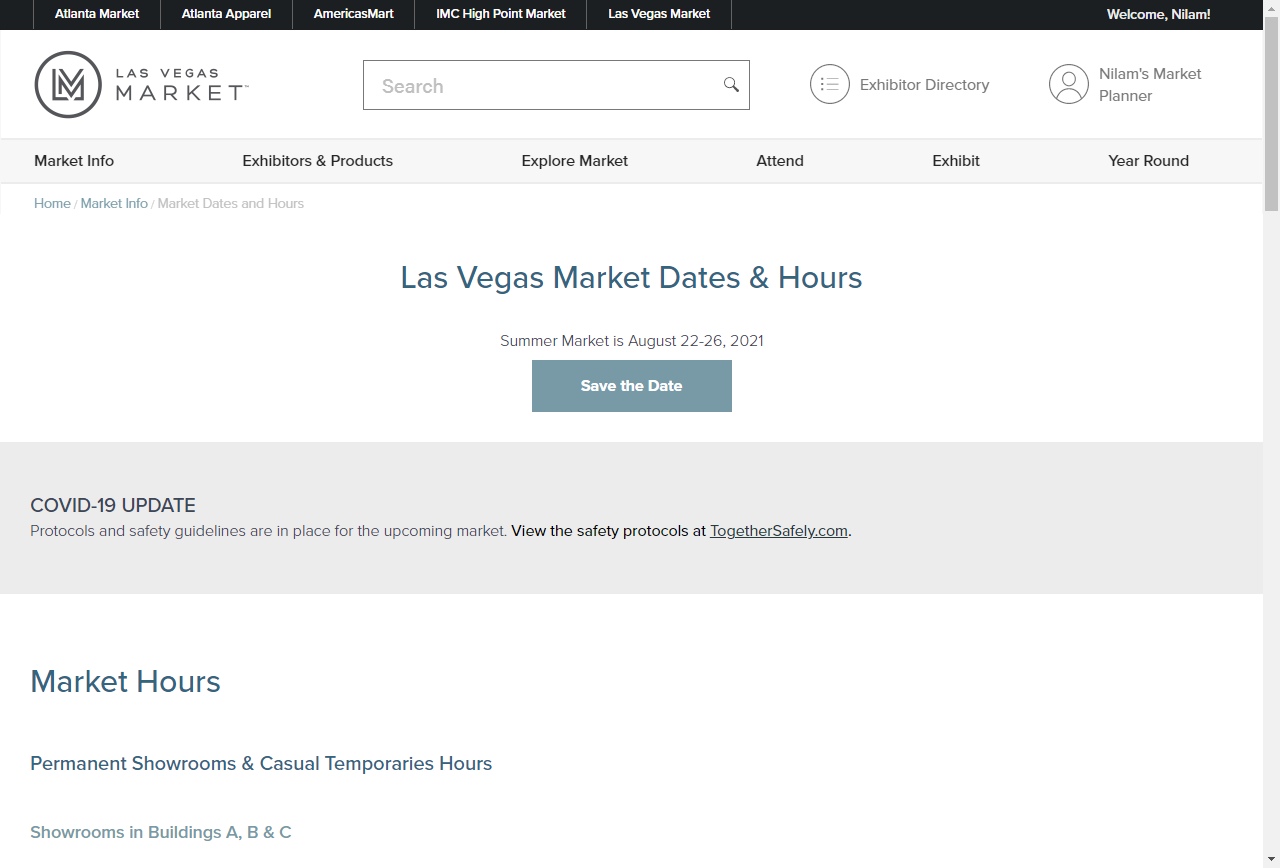 Atlanta Market Atlanta Apparel AmericasMart IMC High Point Market Las Vegas Market Welcome, Nilam!
LAS VEGAS
MARKET™
Search
Exhibitor Directory
Nilam's Market
Planner
Market Info Exhibitors & Products Explore Market Attend Exhibit Year Round
Home / Market Info / Market Dates and Hours
Las Vegas Market Dates & Hours
Summer Market is August 22-26, 2021
Save the Date
COVID-19 UPDATE
Protocols and safety guidelines are in place for the upcoming market. View the safety protocols at TogetherSafely.com.
Market Hours
Permanent Showrooms & Casual Temporaries Hours
Showrooms in Buildings A, B & C